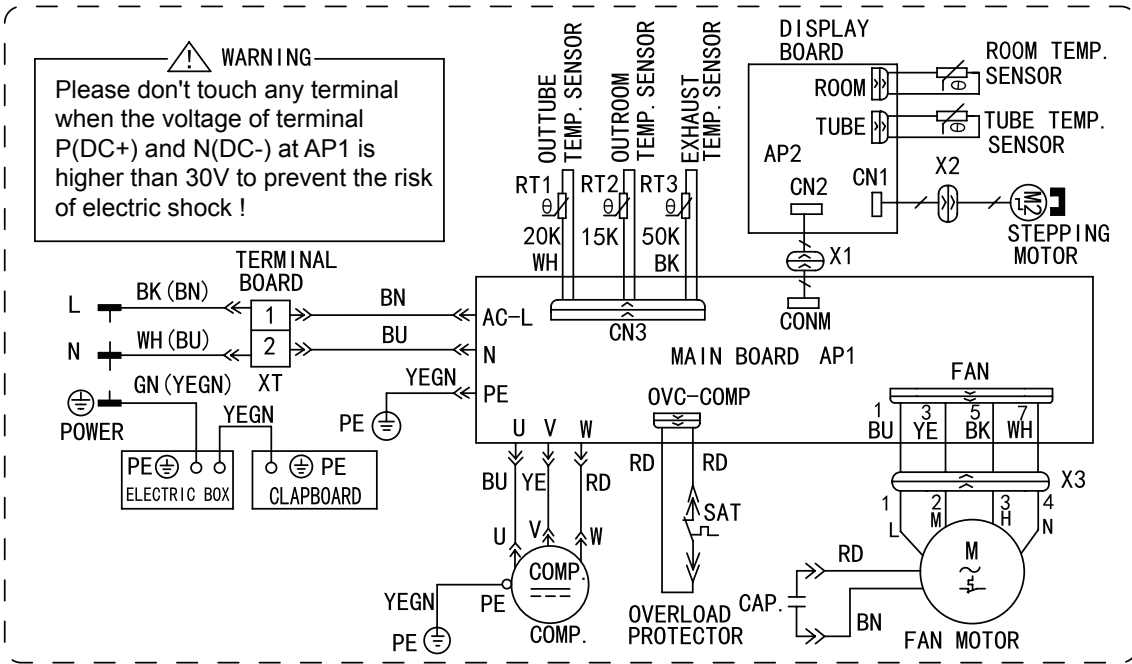 WARNING
Please don't touch any terminal
when the voltage of terminal
P(DC+) and N(DC-) at AP1 is
higher than 30V to prevent the risk
of electric shock !
OUTTUBE
TEMP. SENSOR
OUTROOM
TEMP. SENSOR
EXHAUST
TEMP. SENSOR
RT1
RT2
RT3
θ
θ
θ
20K
15K
50K
WH
BK
DISPLAY
BOARD
ROOM
TUBE
AP2
CN2
CN1
ROOM TEMP.
SENSOR
θ
TUBE TEMP.
SENSOR
θ
X2
M2
STEPPING
MOTOR
X1
CONM
TERMINAL
BOARD
L
BK(BN)
1
BN
AC-L
N
WH(BU)
2
BU
N
XT
GN(YEGN)
YEGN
PE
POWER
YEGN
PE
PE
ELECTRIC BOX
PE
CLAPBOARD
CN3
MAIN BOARD AP1
OVC-COMP
FAN
1
3
5
7
BU
YE
BK
WH
U
V
W
BU
YE
RD
U
V
W
COMP.
COMP.
YEGN
PE
PE
RD
RD
SAT
OVERLOAD
PROTECTOR
X3
1
2
3
4
L
M
H
N
M
RD
CAP.
BN
FAN MOTOR